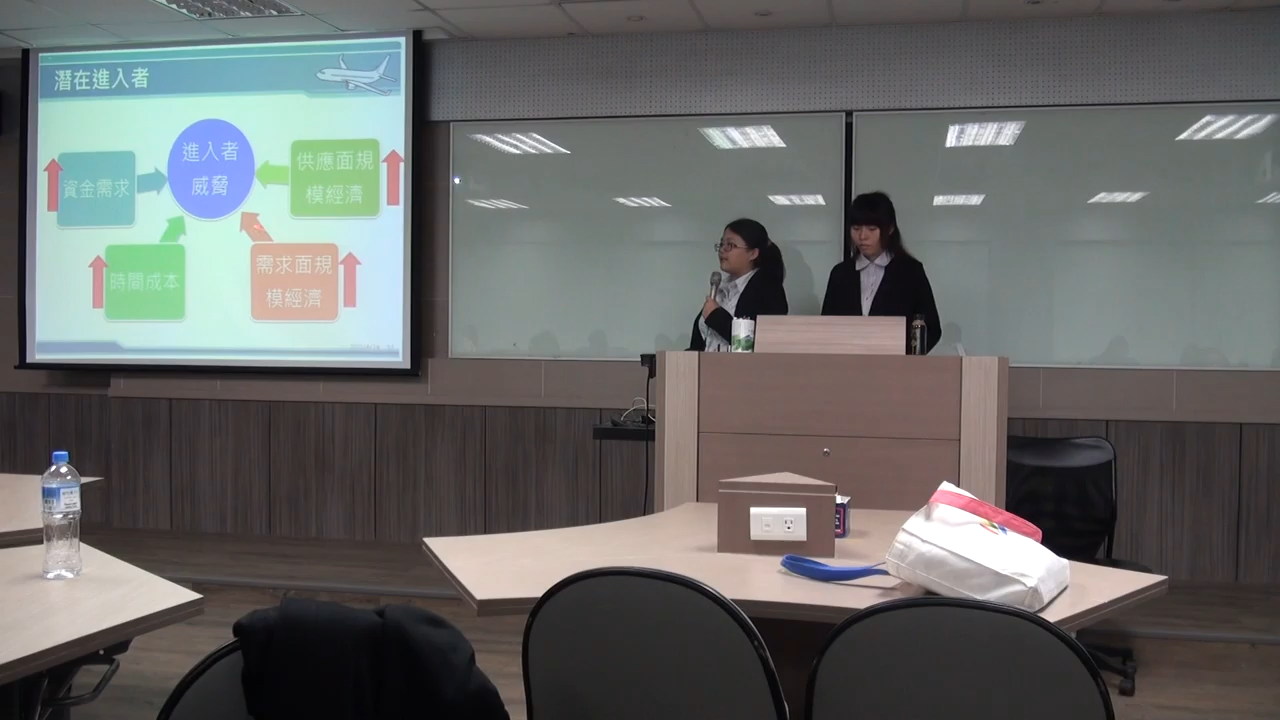 潛在進入者
進入者
威脅
資金需求
供應面規
模經濟
時間成本
需求面規
模經濟